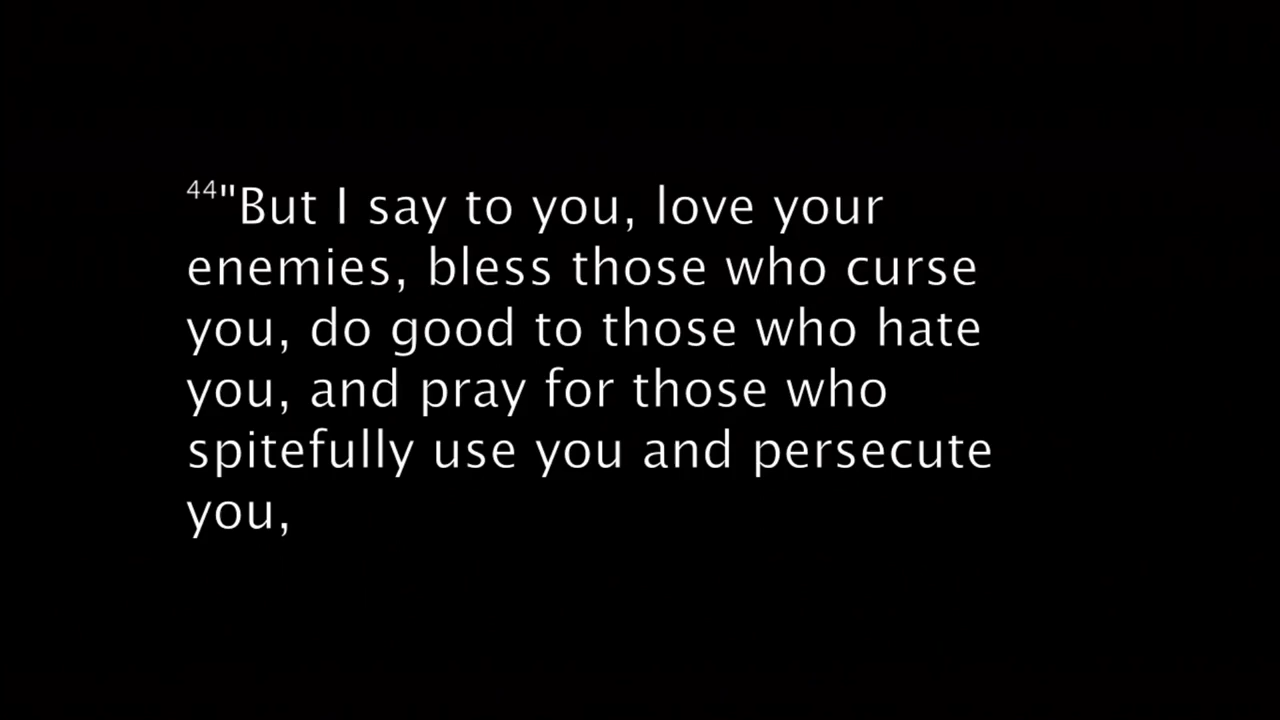 44"But I say to you, love your
enemies, bless those who curse
you, do good to those who hate
you, and pray for those who
spitefully use you and persecute
you,